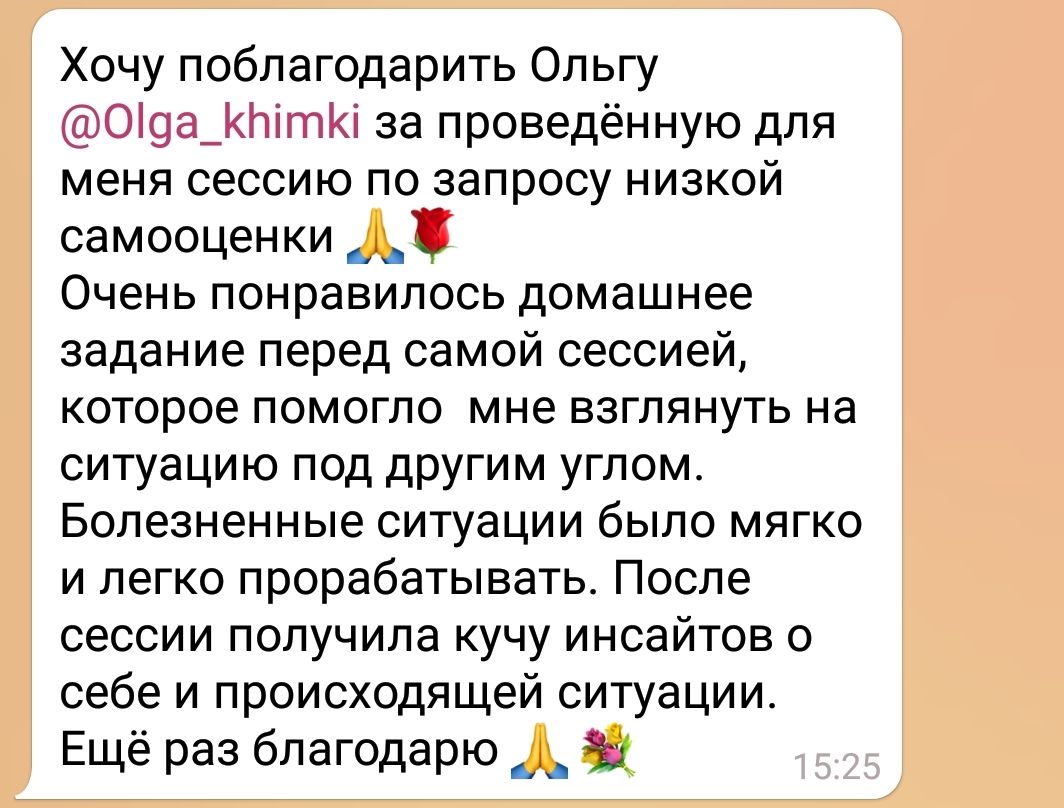 Хочу поблагодарить Ольгу
@Olga_khimki за проведённую для
меня сессию по запросу низкой
самооценки 🙏🌹
Очень понравилось домашнее
задание перед самой сессией,
которое помогло  мне взглянуть на
ситуацию под другим углом.
Болезненные ситуации было мягко
и легко прорабатывать. После
сессии получила кучу инсайтов о
себе и происходящей ситуации.
Ещё раз благодарю 🙏💐
15:25